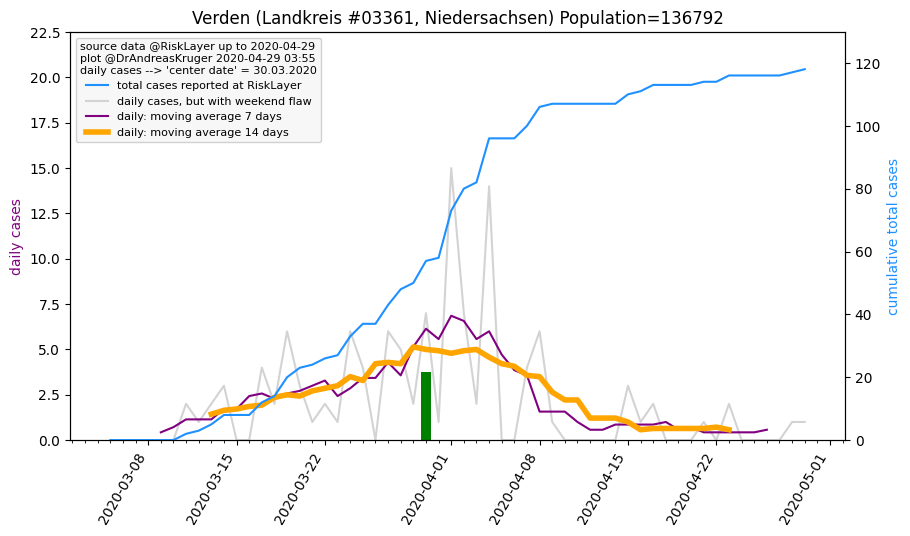 Verden (Landkreis #03361, Niedersachsen) Population=136792
source data @RiskLayer up to 2020-04-29
plot @DrAndreasKruger 2020-04-29 03:55
daily cases --> 'center date' = 30.03.2020
total cases reported at RiskLayer
daily cases, but with weekend flaw
daily: moving average 7 days
daily: moving average 14 days
daily cases
22.5
20.0
17.5
15.0
12.5
10.0
7.5
5.0
2.5
0.0
cumulative total cases
120
100
80
60
40
20
0
2020-03-08
2020-03-15
2020-03-22
2020-04-01
2020-04-08
2020-04-15
2020-04-22
2020-05-01